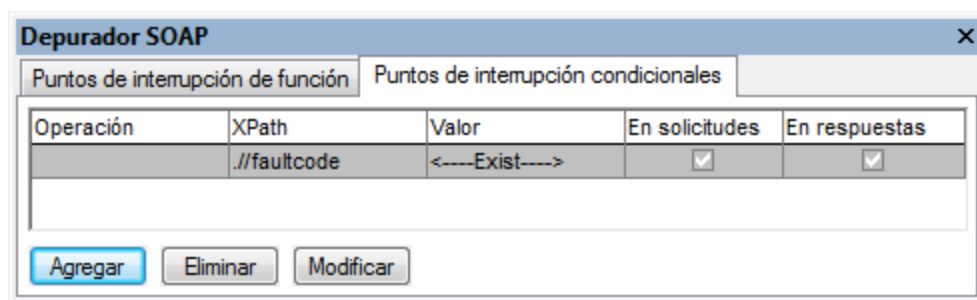 Depurador SOAP
Puntos de interrupción de función Puntos de interrupción condicionales
Operación XPath Valor En solicitudes En respuestas
.//faultcode <----Exist---->
Agregar Eliminar Modificar